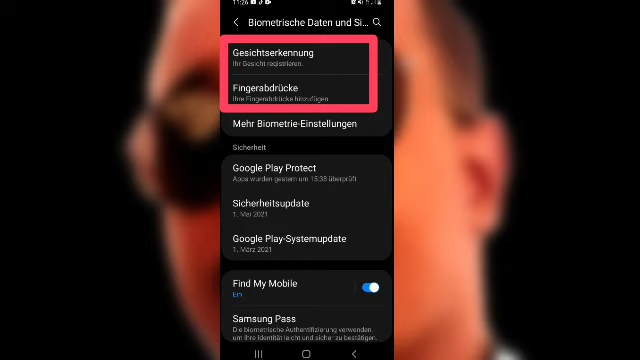 11:26
Biometrische Daten und Si...
Gesichtserkennung
Ihr Gesicht registrieren.
Fingerabdrücke
Ihre Fingerabdrücke hinzufügen
Mehr Biometrie-Einstellungen
Sicherheit
Google Play Protect
Apps wurden gestern um 15:38 überprüft
Sicherheitsupdate
1. Mai 2021
Google Play-Systemupdate
1. März 2021
Find My Mobile
Ein
Samsung Pass
Die biometrische Authentifizierung verwenden,
um Ihre Identität leicht und sicher zu bestätigen.